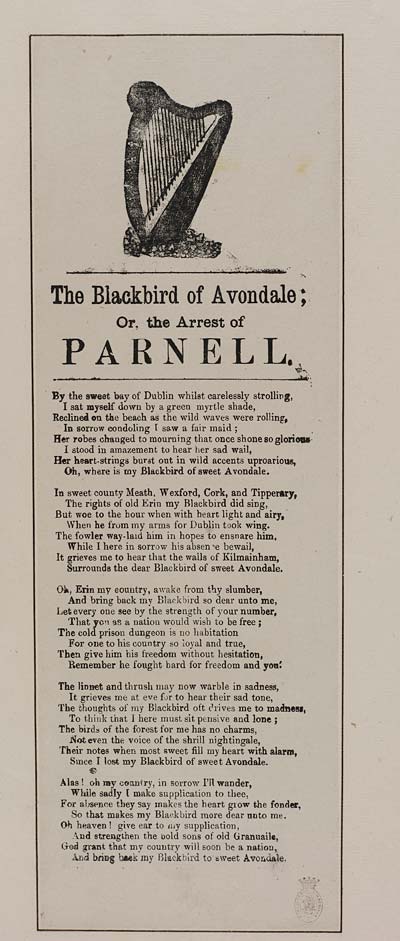 The Blackbird of Avondale;
Or, the Arrest of
PARNELL.
By the sweet bay of Dublin whilst carelessly strolling,
I sat myself down by a green myrtle shade,
Reclined on the beach as the wild waves were rolling,
In sorrow condoling I saw a fair maid;
Her robes changed to mourning that once shone so glorious
I stood in amazement to hear her sad wail,
Her heart-strings burst out in wild accents uproarious,
Oh, where is my Blackbird of sweet Avondale.
In sweet county Meath, Wexford, Cork, and Tipperary,
The rights of old Erin my Blackbird did sing,
But woe to the hour when with heart light and airy,
When he from my arms for Dublin took wing.
The fowler way-laid him in hopes to ensnare him,
While I here in sorrow his absence bewail,
It grieves me to hear that the walls of Kilmainham,
Surrounds the dear Blackbird of sweet Avondale.
Oh, Erin my country, awake from thy slumber,
And bring back my Blackbird so dear unto me,
Let every one see by the strength of your number,
That you as a nation would wish to be free;
The cold prison dungeon is no habitation
For one to his country so loyal and true,
Then give him his freedom without hesitation,
Remember he fought hard for freedom and you.
The linnet and thrush may now warble in sadness,
It grieves me at eve for to hear their sad tone,
The thoughts of my Blackbird oft drives me to madness,
To think that I here must sit pensive and lone;
The birds of the forest for me has no charms,
Not even the voice of the shrill nightingale,
Their notes when most sweet fill my heart with alarm,
Since I lost my Blackbird of sweet Avondale.
Alas! oh my country, in sorrow I'll wander,
While sadly I make supplication to thee,
For absence they say makes the heart grow the fonder,
So that makes my Blackbird more dear unto me.
Oh heaven! give ear to my supplication,
And strengthen the bold sons of old Granuaile,
God grant that my country will soon be a nation,
And bring back my Blackbird to sweet Avondale.